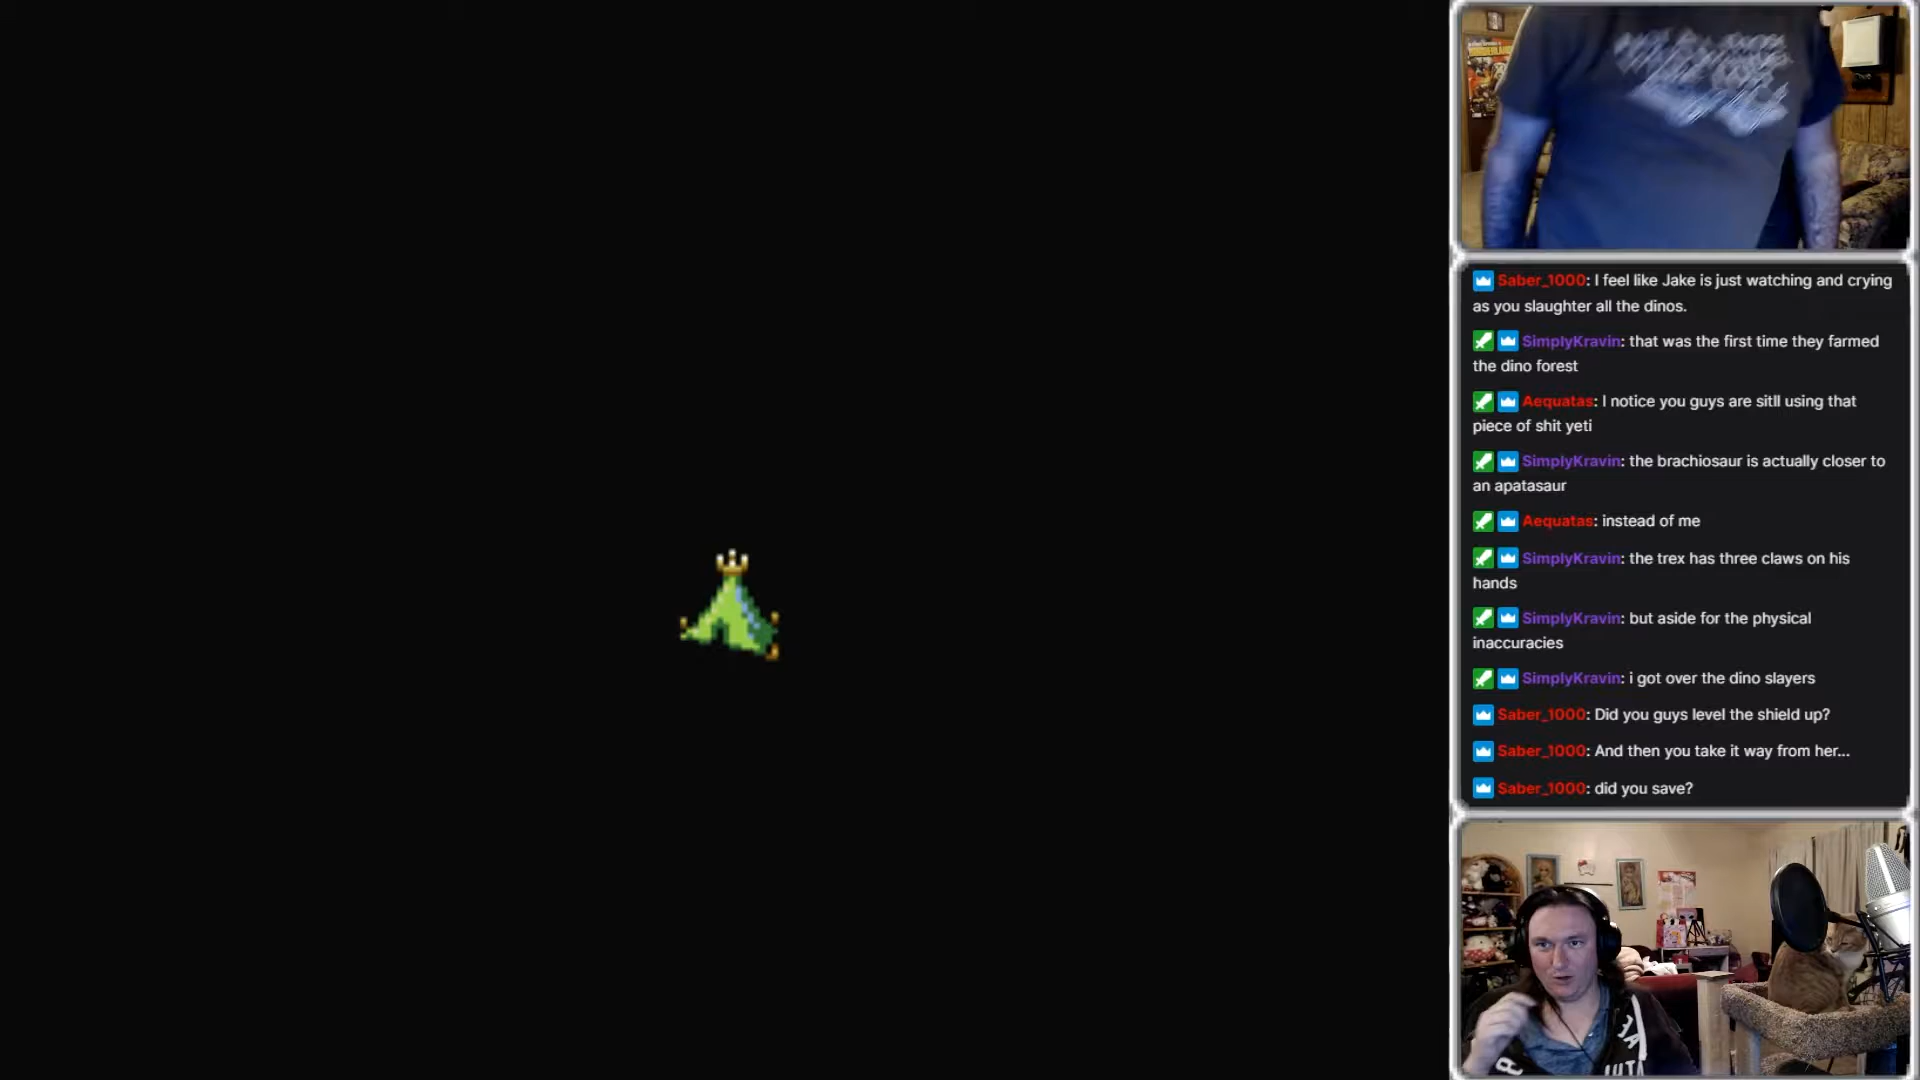 Saber_1000: I feel like Jake is just watching and crying
as you slaughter all the dinos.
SimplyKravin: that was the first time they farmed
the dino forest
Aequatas: I notice you guys are sitll using that
piece of shit yeti
SimplyKravin: the brachiosaur is actually closer to
an apatasaur
Aequatas: instead of me
SimplyKravin: the trex has three claws on his
hands
SimplyKravin: but aside for the physical
inaccuracies
SimplyKravin: i got over the dino slayers
Saber_1000: Did you guys level the shield up?
Saber_1000: And then you take it way from her...
Saber_1000: did you save?